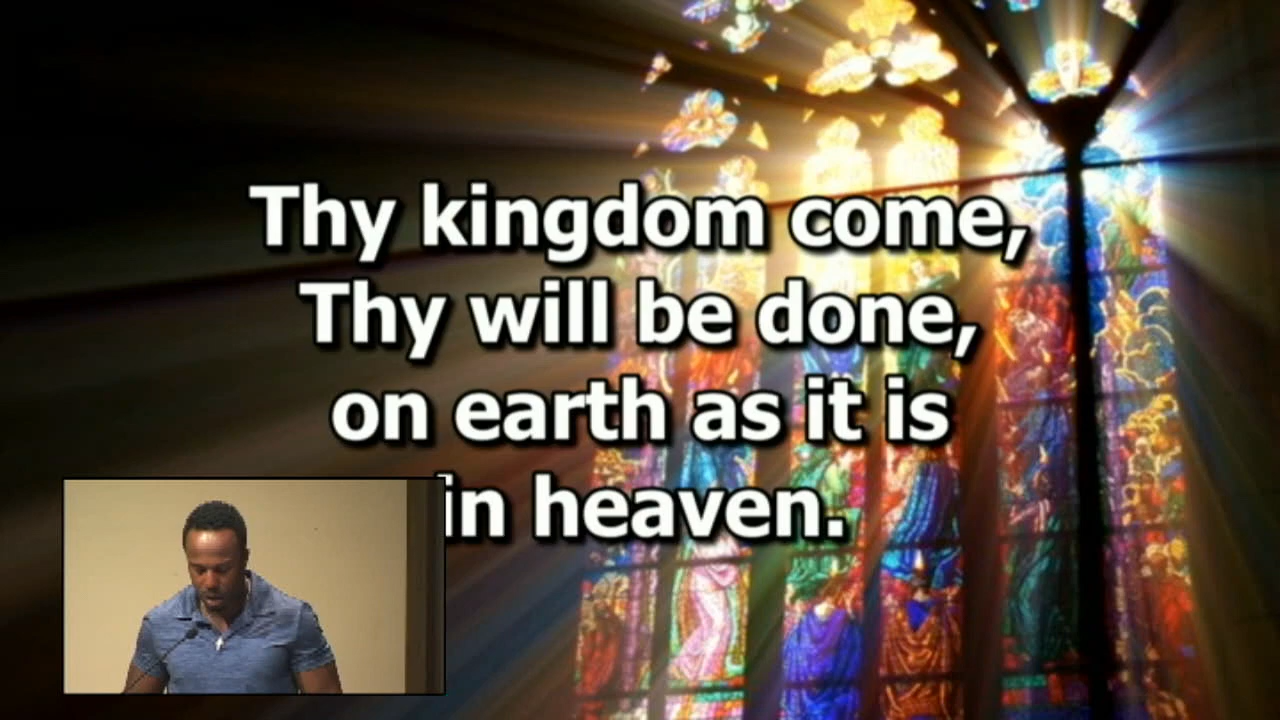 Thy kingdom come,
Thy will be done,
on earth as it is
in heaven.